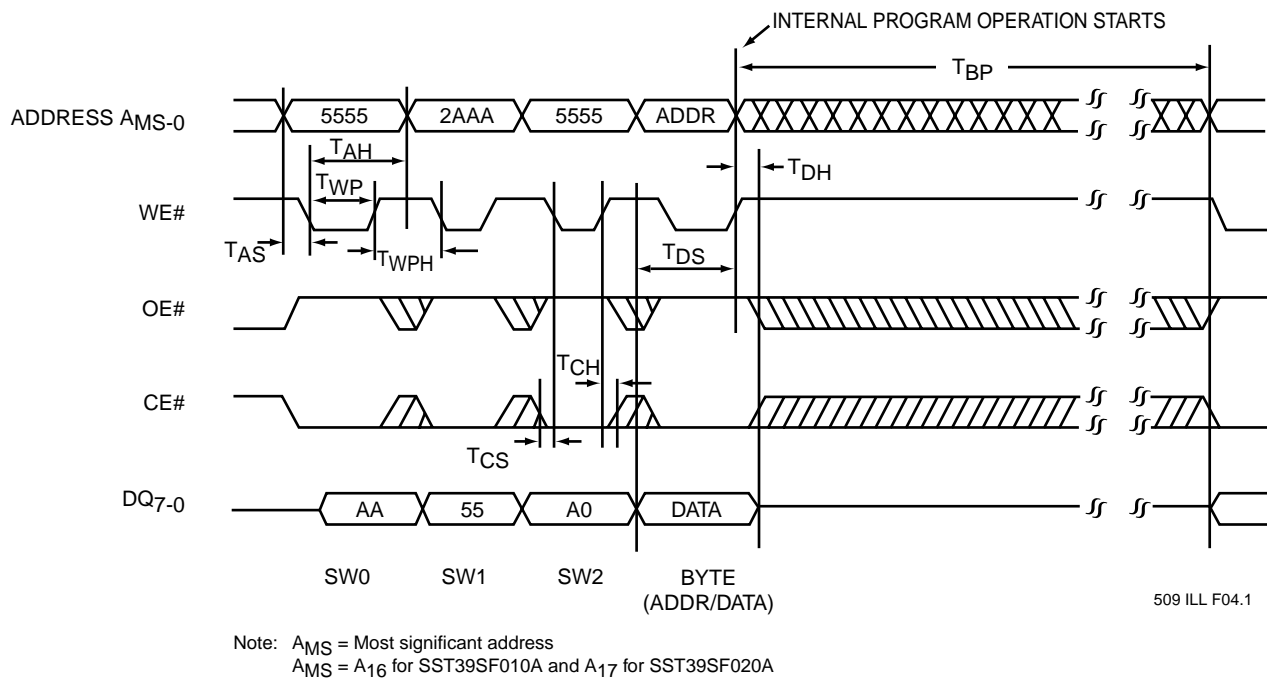 INTERNAL PROGRAM OPERATION STARTS
TBP
ADDRESS AMS-0
5555
2AAA
5555
ADDR
TAH
TDH
TWP
WE#
TAS
TWPH
TDS
OE#
TCH
CE#
TCS
DQ7-0
AA
55
A0
DATA
SW0
SW1
SW2
BYTE
(ADDR/DATA)
509 ILL F04.1
Note: AMS = Most significant address
AMS = A16 for SST39SF010A and A17 for SST39SF020A